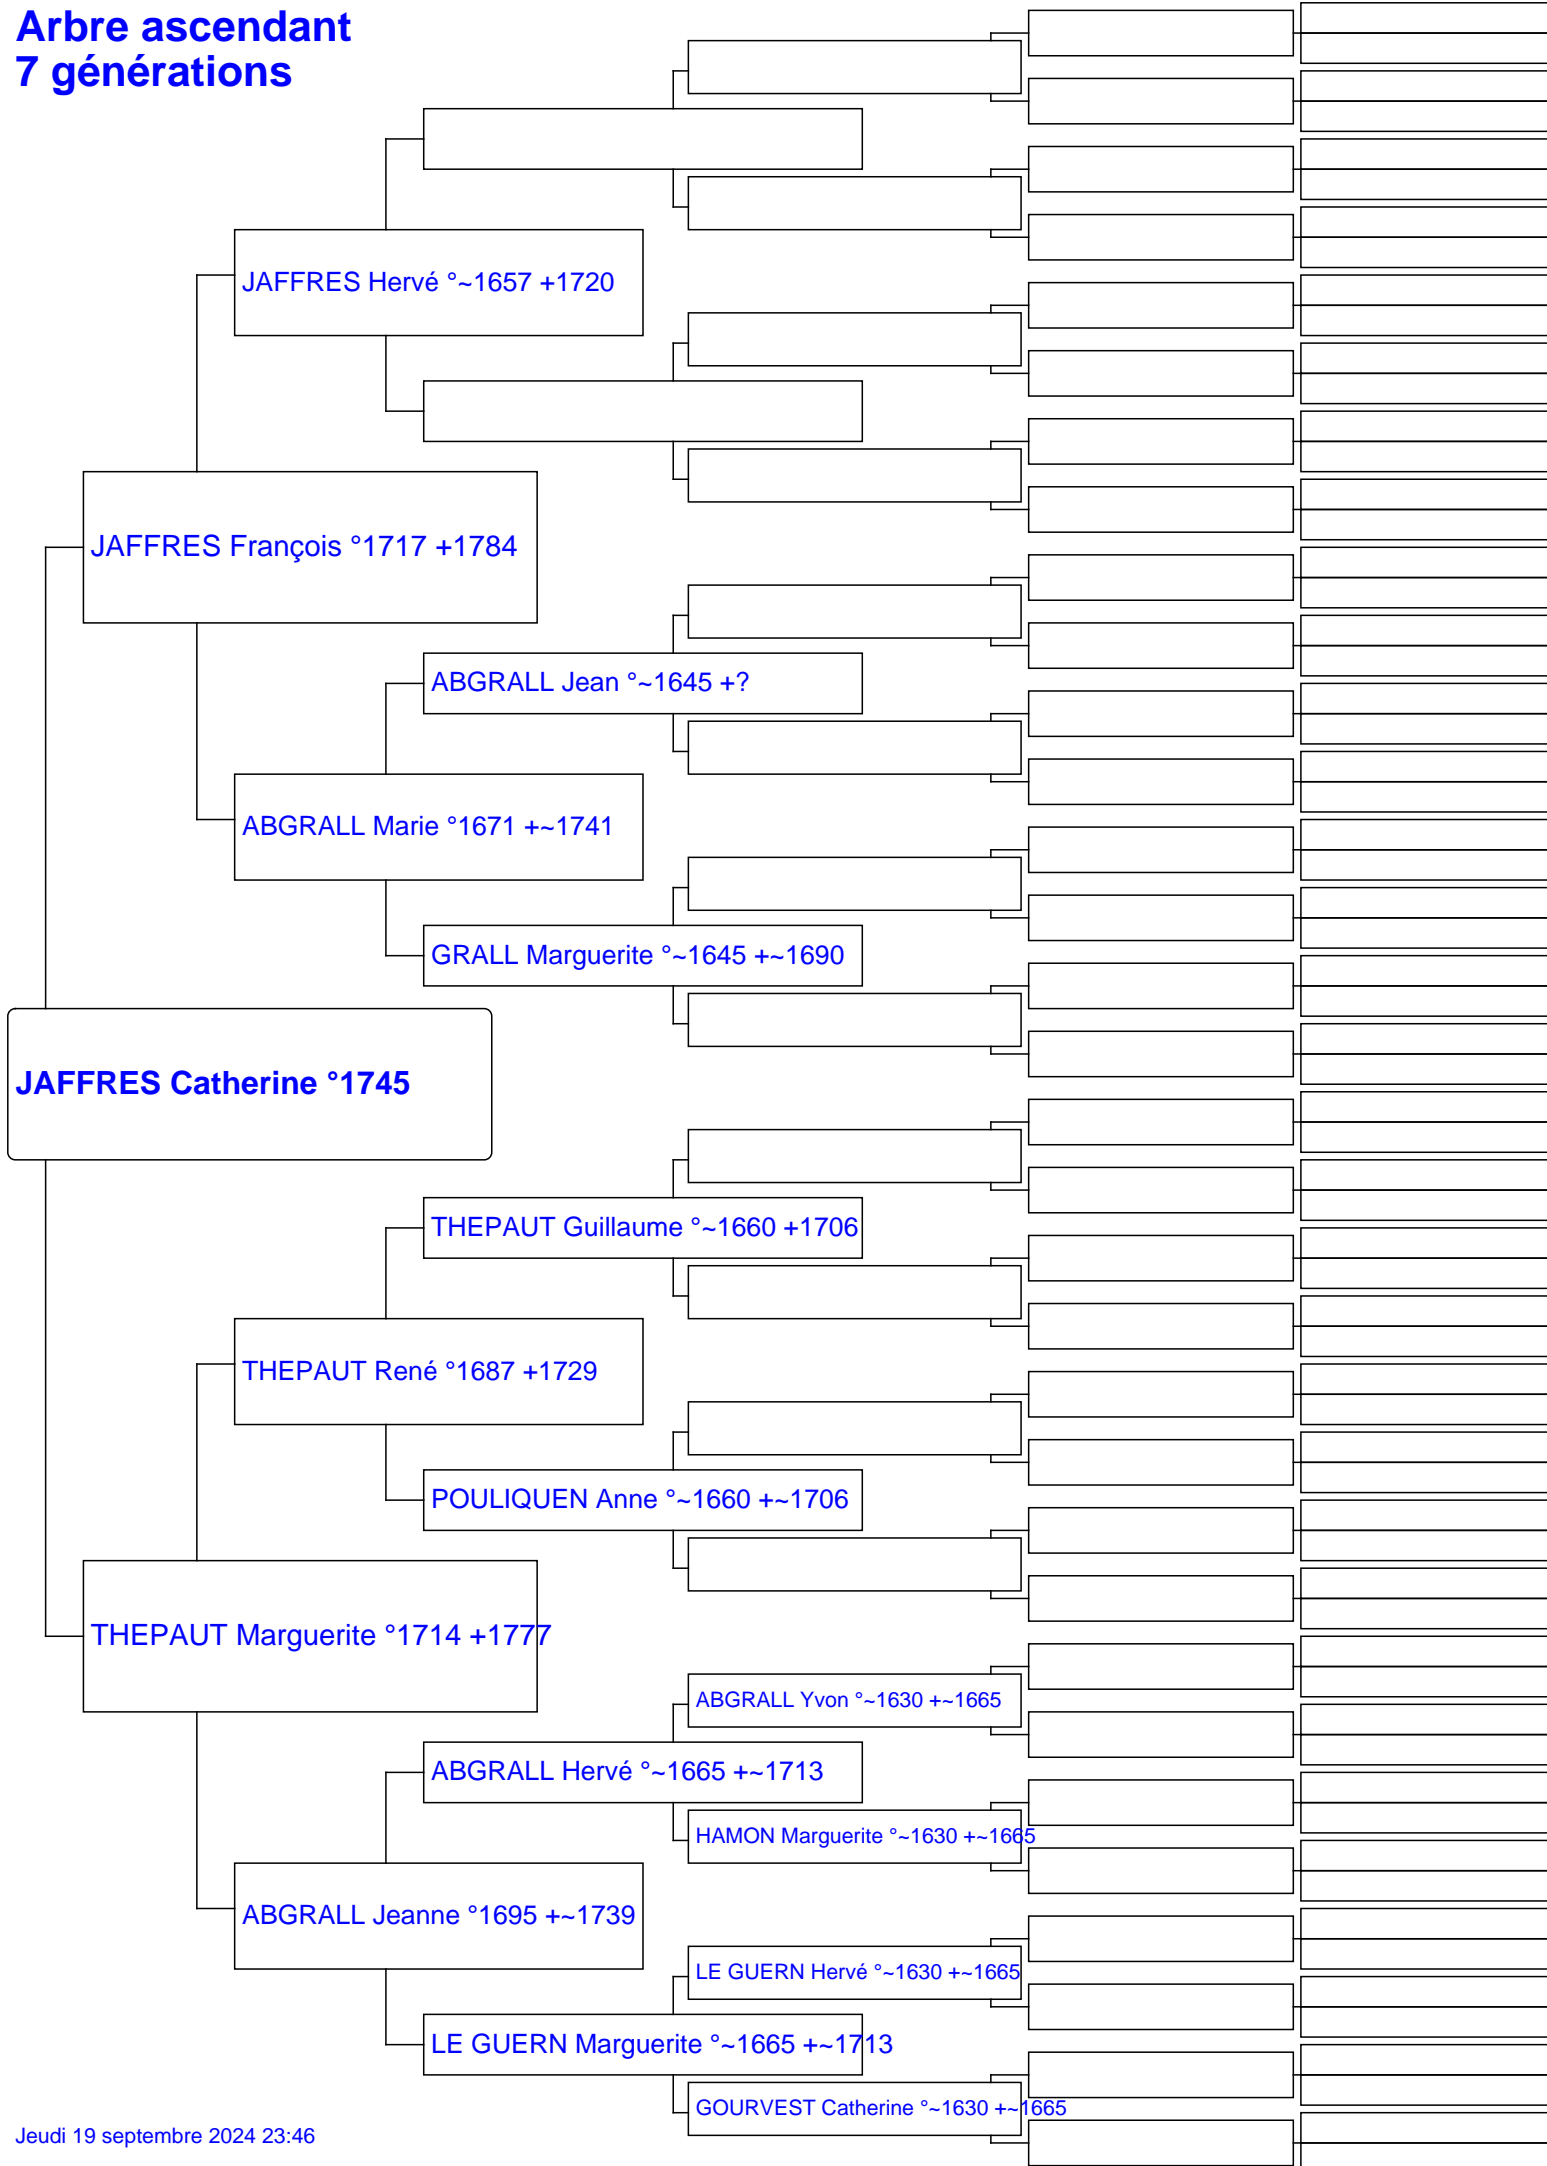 Arbre ascendant
7 générations
JAFFRES Hervé °~1657 +1720
JAFFRES François °1717 +1784
ABGRALL Jean °~1645 +?
ABGRALL Marie °1671 +~1741
GRALL Marguerite °~1645 +~1690
JAFFRES Catherine °1745
THEPAUT Guillaume °~1660 +1706
THEPAUT René °1687 +1729
POULIQUEN Anne °~1660 +~1706
THEPAUT Marguerite °1714 +1777
ABGRALL Yvon °~1630 +~1665
ABGRALL Hervé °~1665 +~1713
HAMON Marguerite °~1630 +~1665
ABGRALL Jeanne °1695 +~1739
LE GUERN Hervé °~1630 +~1665
LE GUERN Marguerite °~1665 +~1713
GOURVEST Catherine °~1630 +~1665
Jeudi 19 septembre 2024 23:46